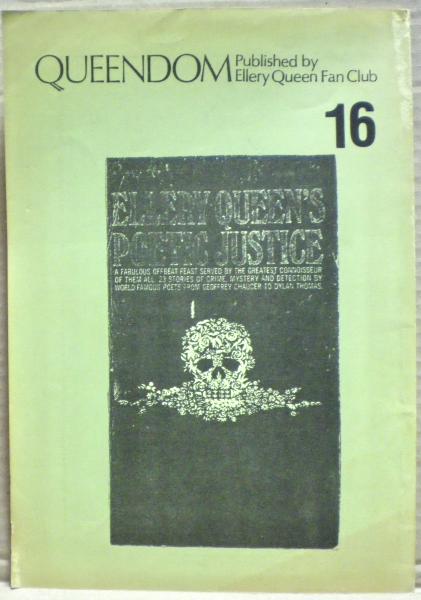 QUEENDOM
Published by
Ellery Queen Fan Club
16
ELLERY QUEEN'S
POETIC JUSTICE
A FABULOUS OFFBEAT FEAST SERVED BY THE GREATEST CONNOISSEUR
OF THEM ALL. 23 STORIES OF CRIME, MYSTERY AND DETECTION BY
WORLD FAMOUS POETS FROM GEOFFREY CHAUCER TO DYLAN THOMAS.